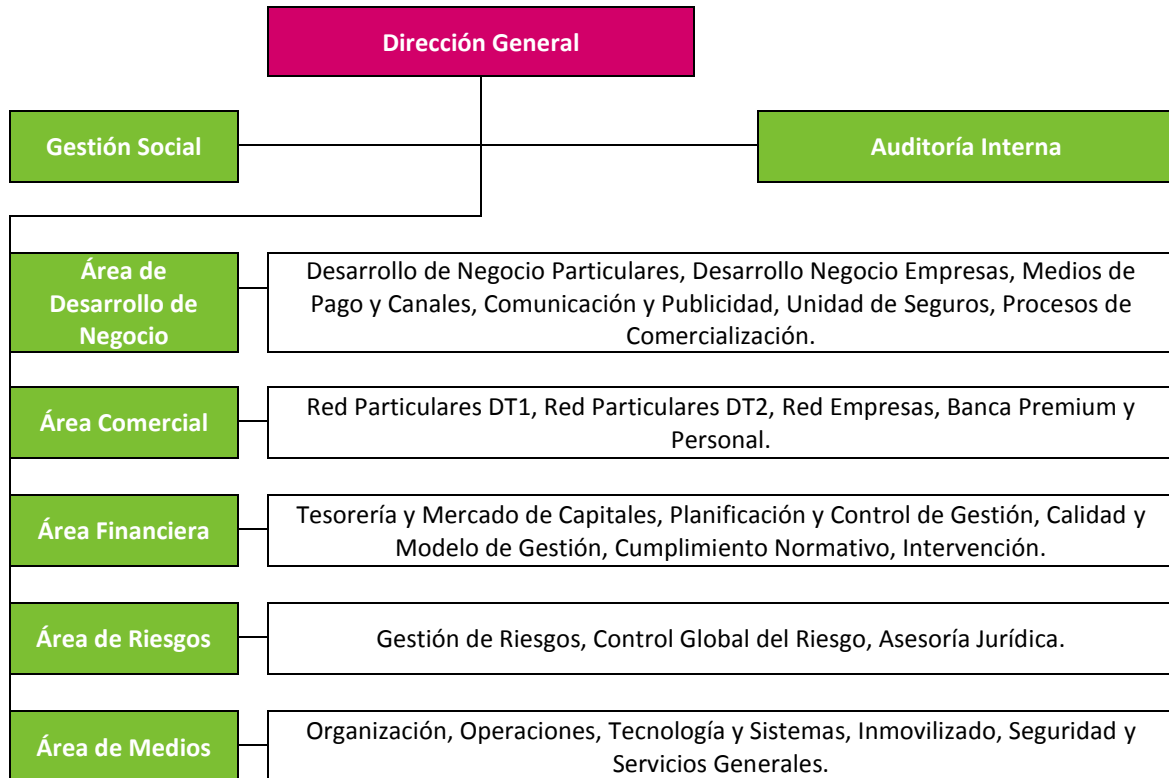 Dirección General
Gestión Social
Auditoría Interna
Área de
Desarrollo de
Negocio
Desarrollo de Negocio Particulares, Desarrollo Negocio Empresas, Medios de
Pago y Canales, Comunicación y Publicidad, Unidad de Seguros, Procesos de
Comercialización.
Área Comercial
Red Particulares DT1, Red Particulares DT2, Red Empresas, Banca Premium y
Personal.
Área Financiera
Tesorería y Mercado de Capitales, Planificación y Control de Gestión, Calidad y
Modelo de Gestión, Cumplimiento Normativo, Intervención.
Área de Riesgos
Gestión de Riesgos, Control Global del Riesgo, Asesoría Jurídica.
Área de Medios
Organización, Operaciones, Tecnología y Sistemas, Inmovilizado, Seguridad y
Servicios Generales.